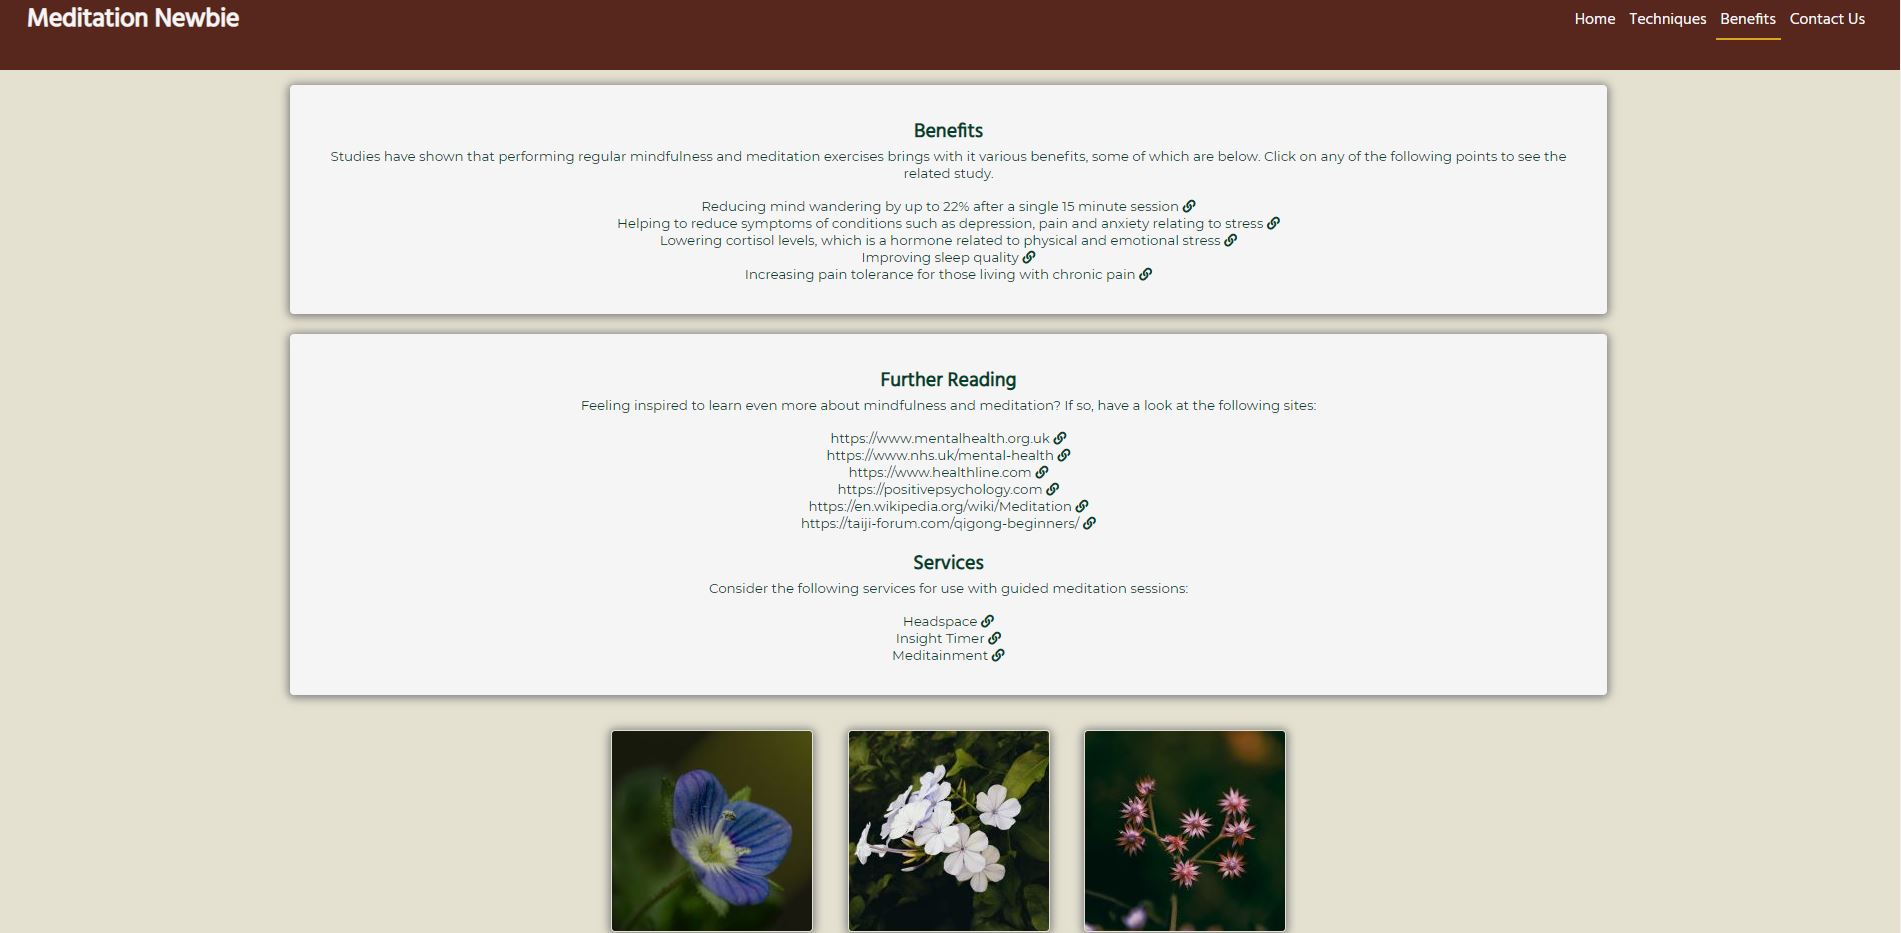 Meditation Newbie
Home Techniques Benefits Contact Us
Benefits
Studies have shown that performing regular mindfulness and meditation exercises brings with it various benefits, some of which are below. Click on any of the following points to see the
related study.
Reducing mind wandering by up to 22% after a single 15 minute session
Helping to reduce symptoms of conditions such as depression, pain and anxiety relating to stress
Lowering cortisol levels, which is a hormone related to physical and emotional stress
Improving sleep quality
Increasing pain tolerance for those living with chronic pain
Further Reading
Feeling inspired to learn even more about mindfulness and meditation? If so, have a look at the following sites:
https://www.mentalhealth.org.uk
https://www.nhs.uk/mental-health
https://www.healthline.com
https://positivepsychology.com
https://en.wikipedia.org/wiki/Meditation
https://taiji-forum.com/qigong-beginners/
Services
Consider the following services for use with guided meditation sessions:
Headspace
Insight Timer
Meditainment